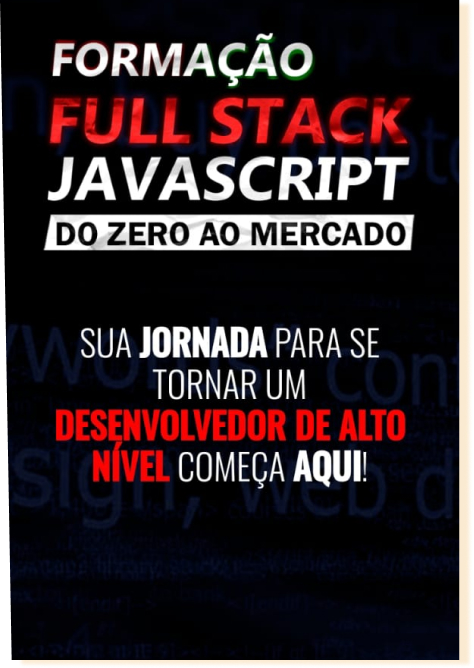 FORMAÇÃO
FULL STACK
JAVASCRIPT
DO ZERO AO MERCADO
SUA JORNADA PARA SE
TORNAR UM
DESENVOLVEDOR DE ALTO
NÍVEL COMEÇA AQUI!